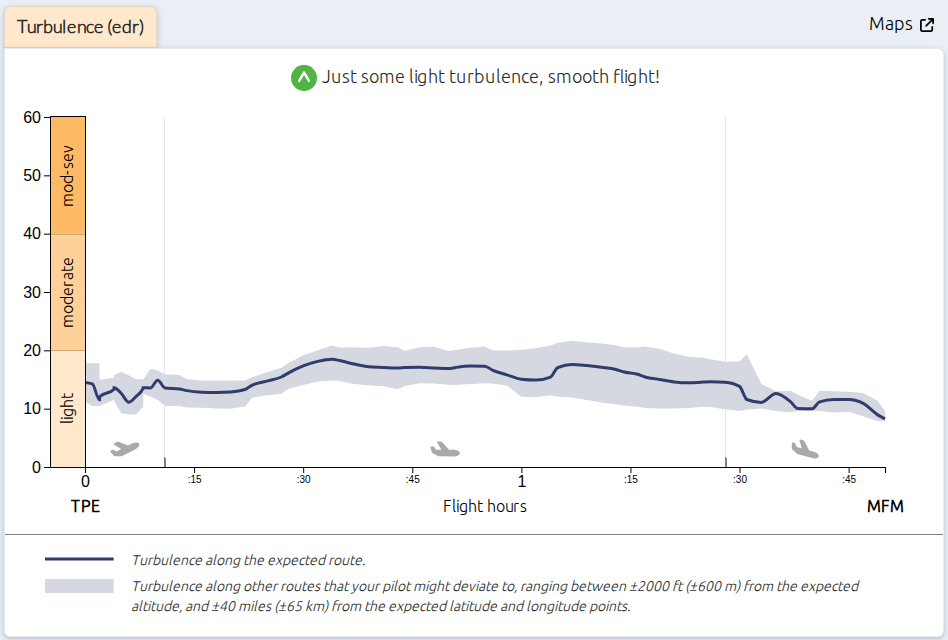 Turbulence (edr)
Maps
Just some light turbulence, smooth flight!
60
50
40
30
20
10
0
mod-sev
moderate
light
0
:15
:30
:45
1
:15
:30
:45
TPE
Flight hours
MFM
Turbulence along the expected route.
Turbulence along other routes that your pilot might deviate to, ranging between ±2000 ft (±600 m) from the expected
altitude, and ±40 miles (±65 km) from the expected latitude and longitude points.